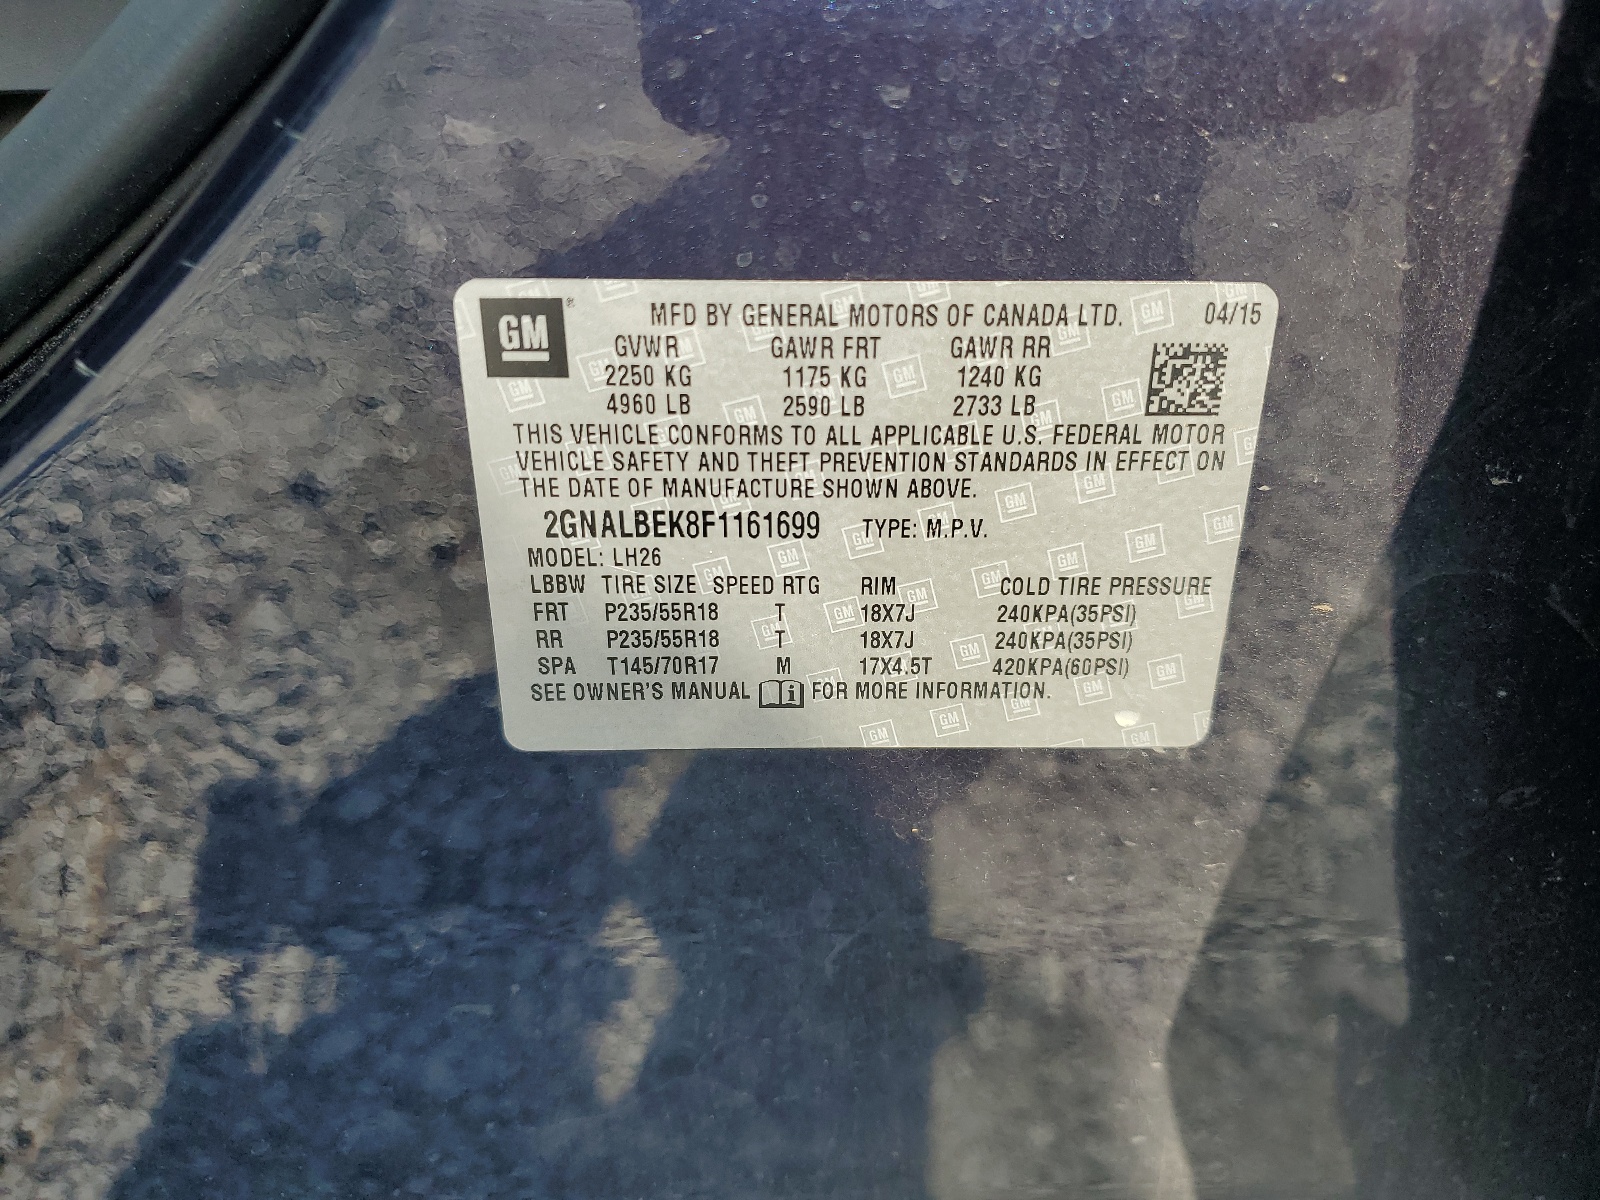 GM ® MFD BY GENERAL MOTORS OF CANADA LTD. 04/15
GVWR GAWR FRT GAWR RR
2250 KG 1175 KG 1240 KG
4960 LB 2590 LB 2733 LB
THIS VEHICLE CONFORMS TO ALL APPLICABLE U.S. FEDERAL MOTOR
VEHICLE SAFETY AND THEFT PREVENTION STANDARDS IN EFFECT ON
THE DATE OF MANUFACTURE SHOWN ABOVE.
2GNALBEK8F1161699 TYPE: M.P.V.
MODEL: LH26
LBBW TIRE SIZE SPEED RTG RIM COLD TIRE PRESSURE
FRT P235/55R18 T 18X7J 240KPA(35PSI)
RR P235/55R18 T 18X7J 240KPA(35PSI)
SPA T145/70R17 M 17X4.5T 420KPA(60PSI)
SEE OWNER'S MANUAL i FOR MORE INFORMATION.